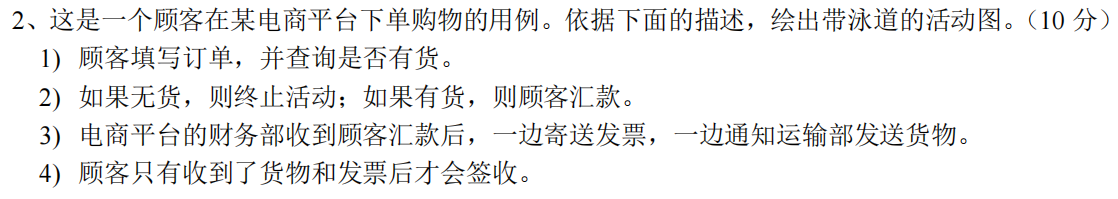 2、这是一个顾客在某电商平台下单购物的用例。依据下面的描述，绘出带泳道的活动图。（10 分）
1) 顾客填写订单，并查询是否有货。
2) 如果无货，则终止活动；如果有货，则顾客汇款。
3) 电商平台的财务部收到顾客汇款后，一边寄送发票，一边通知运输部发送货物。
4) 顾客只有收到了货物和发票后才会签收。